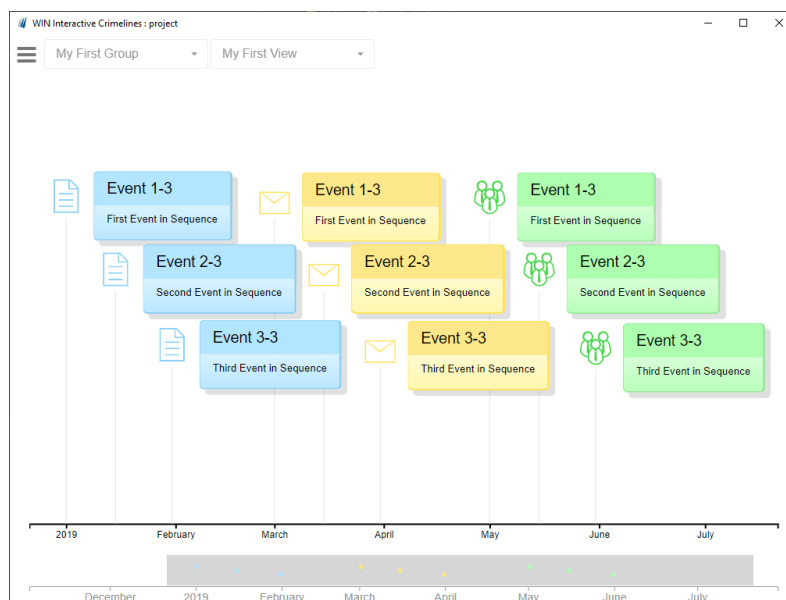 WIN Interactive Crimelines : project
My First Group
My First View
Event 1-3
First Event in Sequence
Event 1-3
First Event in Sequence
Event 1-3
First Event in Sequence
Event 2-3
Second Event in Sequence
Event 2-3
Second Event in Sequence
Event 2-3
Second Event in Sequence
Event 3-3
Third Event in Sequence
Event 3-3
Third Event in Sequence
Event 3-3
Third Event in Sequence
2019 February March April May June July
December 2019 February March April May June July